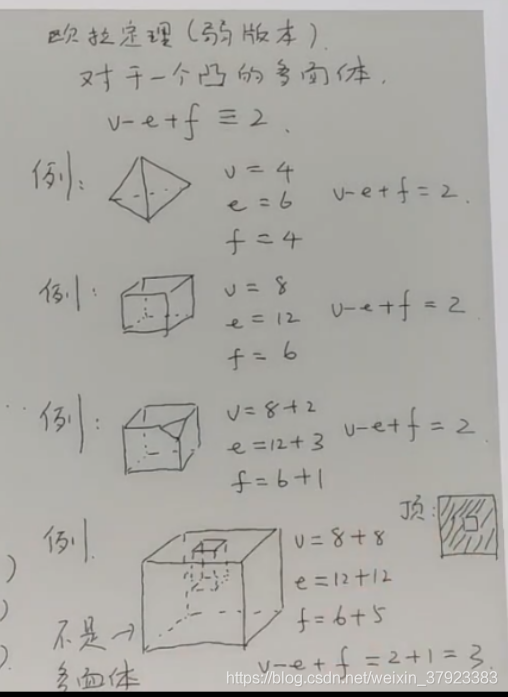 欧拉定理(弱版本).
对于一个凸的多面体.
v-e+f≡2.
例:
v=4
e=6
f=4
v-e+f=2.
例:
v=8
e=12
f=6
v-e+f=2
例:
v=8+2
e=12+3
f=6+1
v-e+f=2.
顶:
例.
v=8+8
e=12+12
f=6+5
不是→
多面体
v-e+f=2+1=3.
https://blog.csdn.net/weixin_37923383